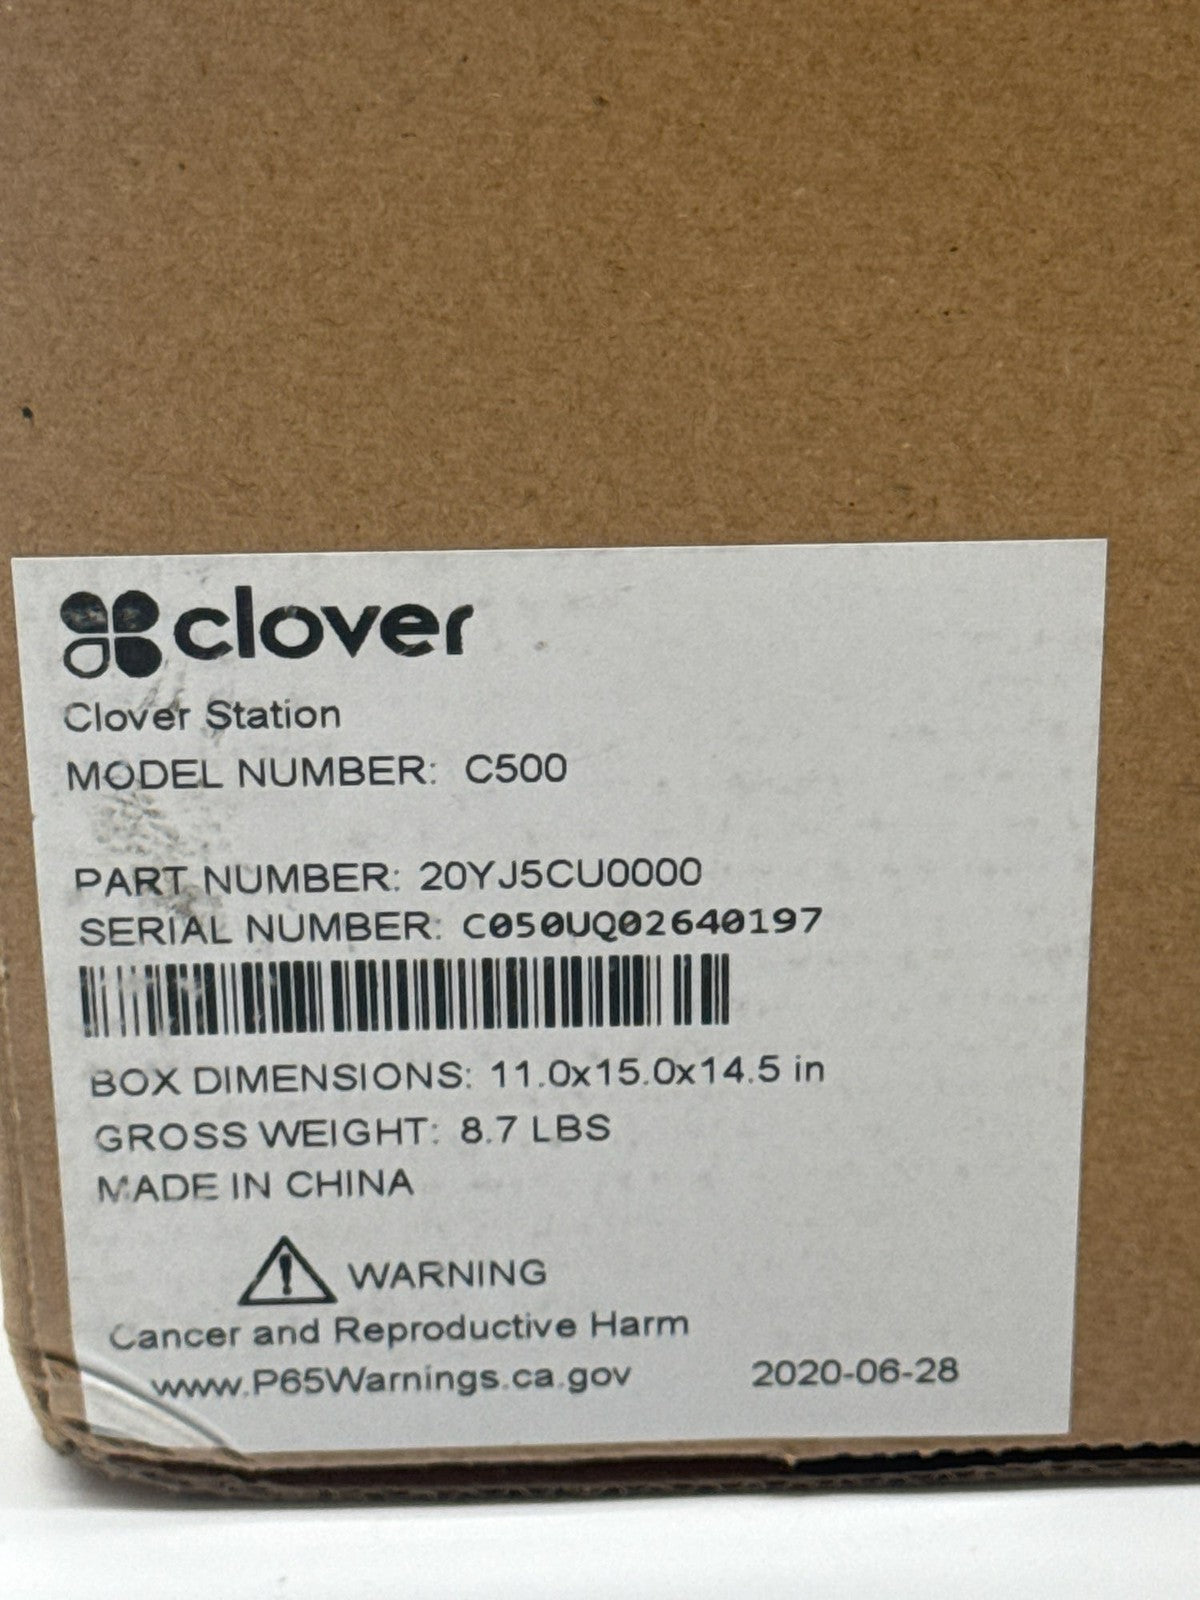 clover
Clover Station
MODEL NUMBER: C500
PART NUMBER: 20YJ5CU0000
SERIAL NUMBER: C050UQ02640197
BOX DIMENSIONS: 11.0x15.0x14.5 in
GROSS WEIGHT: 8.7 LBS
MADE IN CHINA
WARNING
Cancer and Reproductive Harm
www.P65Warnings.ca.gov 2020-06-28